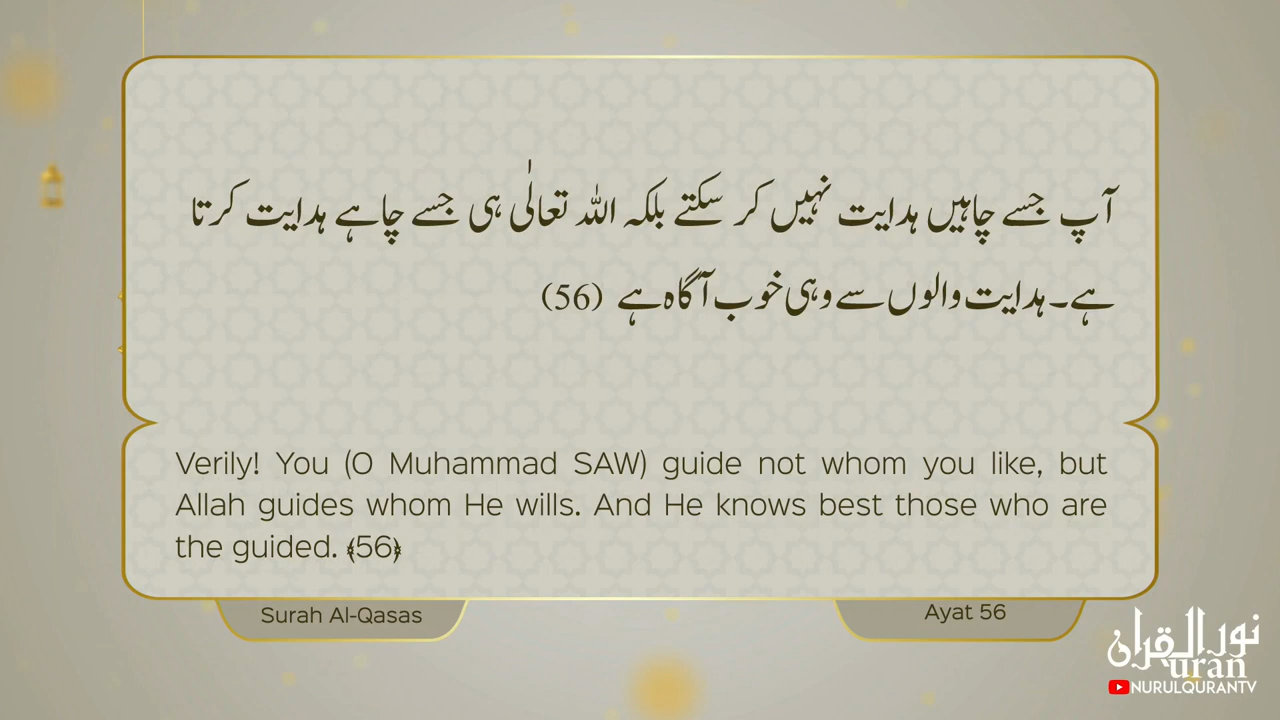 آپ جسے چاہیں ہدایت نہیں کر سکتے بلکہ اللہ تعالٰی ہی جسے چاہے ہدایت کرتا
ہے۔ہدایت والوں سے وہی خوب آگاہ ہے (56)
Verily! You (O Muhammad SAW) guide not whom you like, but
Allah guides whom He wills. And He knows best those who are
the guided. ﴾56﴿
Surah Al-Qasas
Ayat 56
نور القرآن
uran
NURULQURANTV